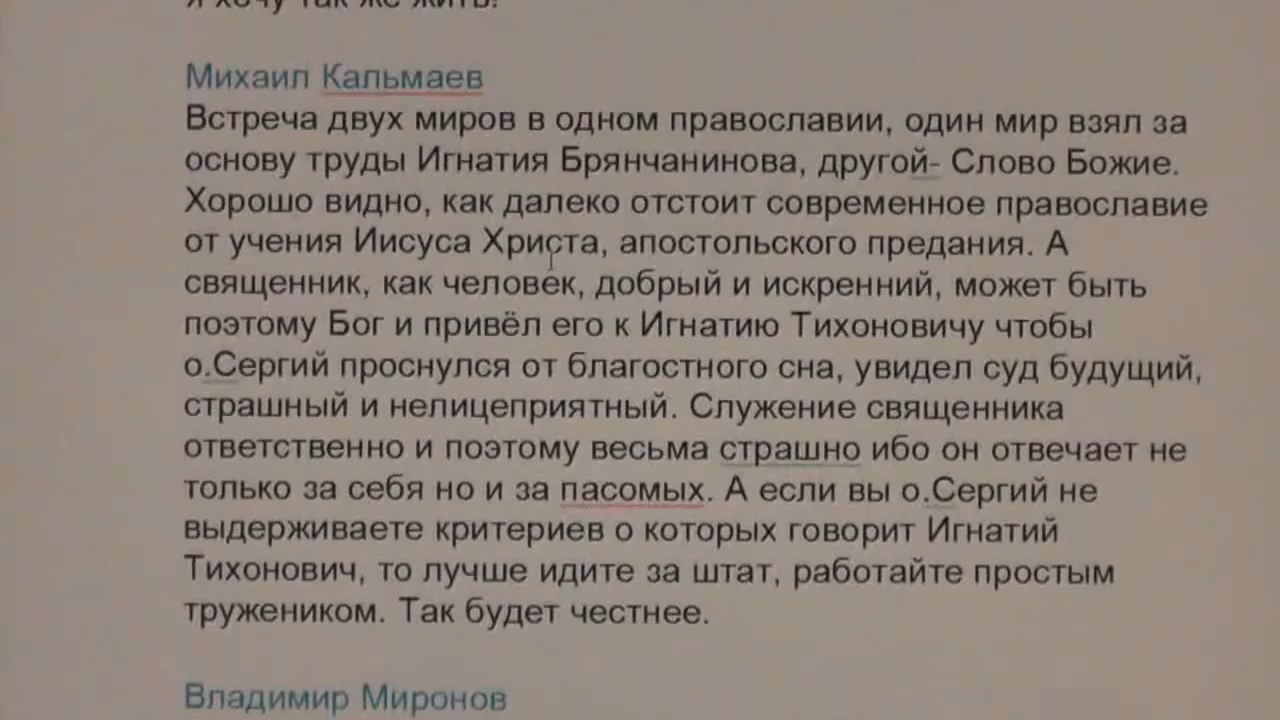 я хочу так же жить.
Михаил Кальмаев
Встреча двух миров в одном православии, один мир взял за
основу труды Игнатия Брянчанинова, другой- Слово Божие.
Хорошо видно, как далеко отстоит современное православие
от учения Иисуса Христа, апостольского предания. А
священник, как человек, добрый и искренний, может быть
поэтому Бог и привёл его к Игнатию Тихоновичу чтобы
о.Сергий проснулся от благостного сна, увидел суд будущий,
страшный и нелицеприятный. Служение священника
ответственно и поэтому весьма страшно ибо он отвечает не
только за себя но и за пасомых. А если вы о.Сергий не
выдерживаете критериев о которых говорит Игнатий
Тихонович, то лучше идите за штат, работайте простым
тружеником. Так будет честнее.
Владимир Миронов